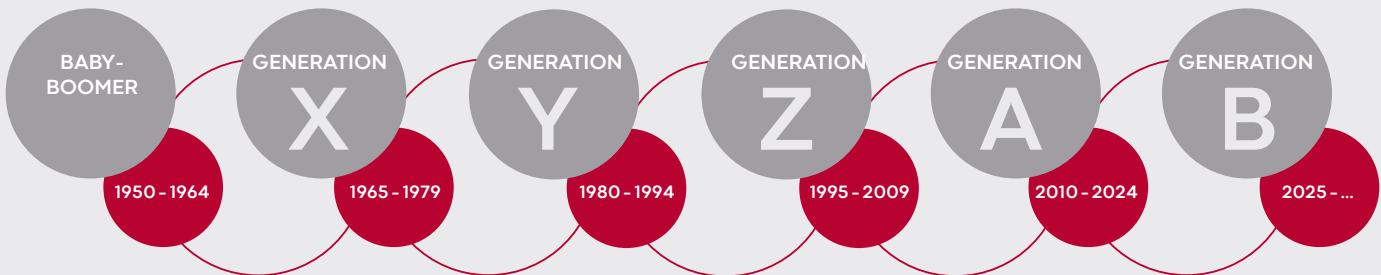 BABY-
BOOMER
1950 - 1964
GENERATION
X
1965 - 1979
GENERATION
Y
1980 - 1994
GENERATION
Z
1995 - 2009
GENERATION
A
2010 - 2024
GENERATION
B
2025 - ...